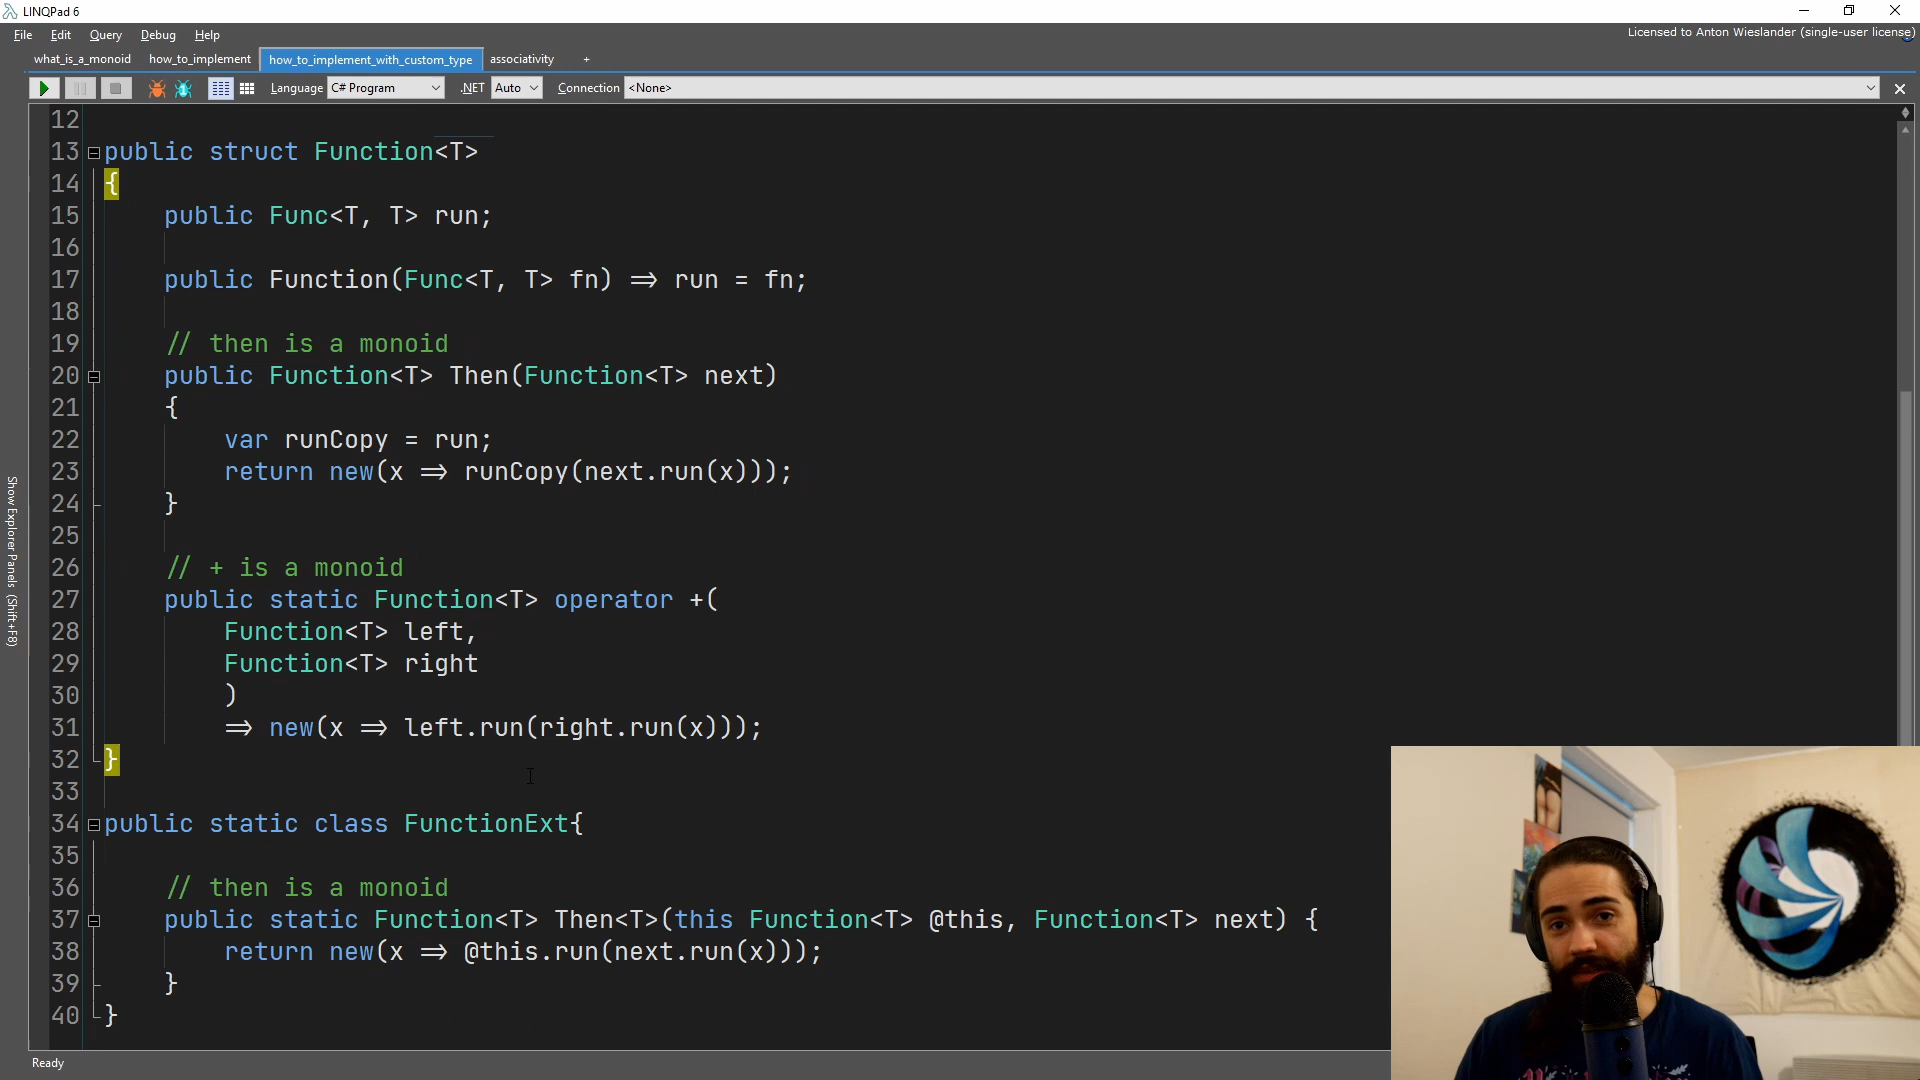 LINQPad 6
File Edit Query Debug Help
Licensed to Anton Wieslander (single-user license)
what_is_a_monoid how_to_implement how_to_implement_with_custom_type associativity +
Language C# Program .NET Auto Connection <None>
Show Explorer Panels (Shift+F8)
12
13 public struct Function<T>
14 {
15 public Func<T, T> run;
16
17 public Function(Func<T, T> fn) => run = fn;
18
19 // then is a monoid
20 public Function<T> Then(Function<T> next)
21 {
22 var runCopy = run;
23 return new(x => runCopy(next.run(x)));
24 }
25
26 // + is a monoid
27 public static Function<T> operator +(
28 Function<T> left,
29 Function<T> right
30 )
31 => new(x => left.run(right.run(x)));
32 }
33
34 public static class FunctionExt{
35
36 // then is a monoid
37 public static Function<T> Then<T>(this Function<T> @this, Function<T> next) {
38 return new(x => @this.run(next.run(x)));
39 }
40 }
Ready